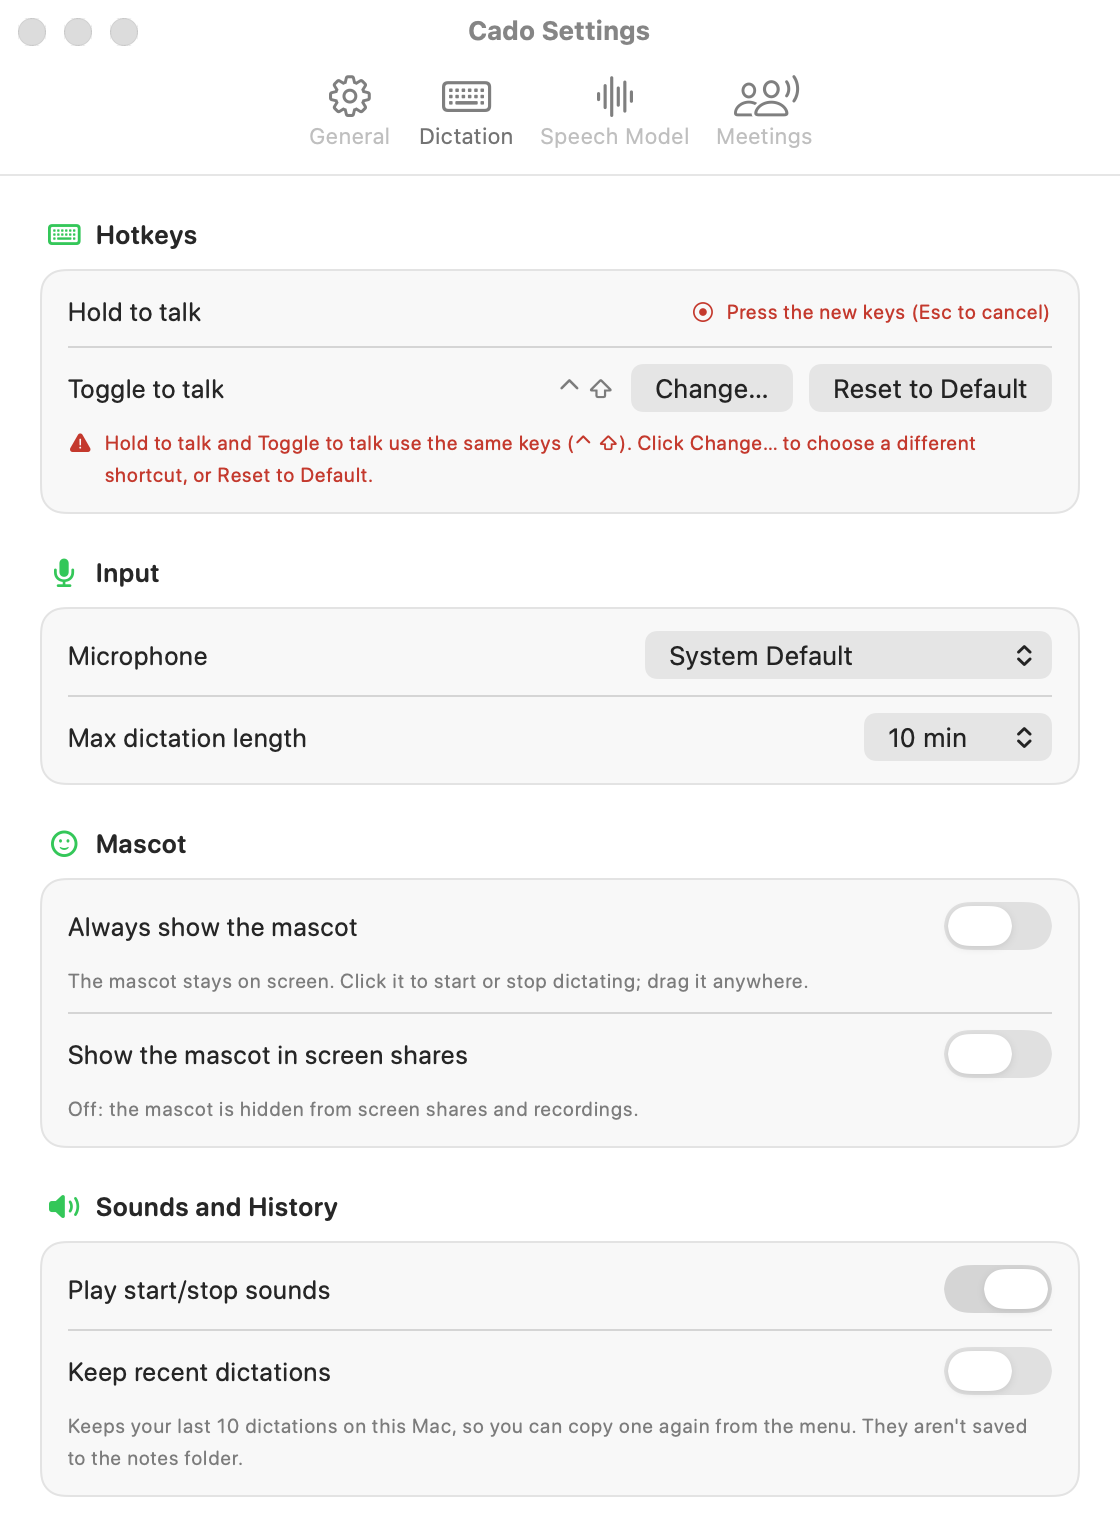 Cado Settings
General Dictation Speech Model Meetings
Hotkeys
Hold to talk Press the new keys (Esc to cancel)
Toggle to talk ^ ⇧ Change... Reset to Default
Hold to talk and Toggle to talk use the same keys (^ ⇧). Click Change... to choose a different
shortcut, or Reset to Default.
Input
Microphone System Default
Max dictation length 10 min
Mascot
Always show the mascot
The mascot stays on screen. Click it to start or stop dictating; drag it anywhere.
Show the mascot in screen shares
Off: the mascot is hidden from screen shares and recordings.
Sounds and History
Play start/stop sounds
Keep recent dictations
Keeps your last 10 dictations on this Mac, so you can copy one again from the menu. They aren't saved
to the notes folder.